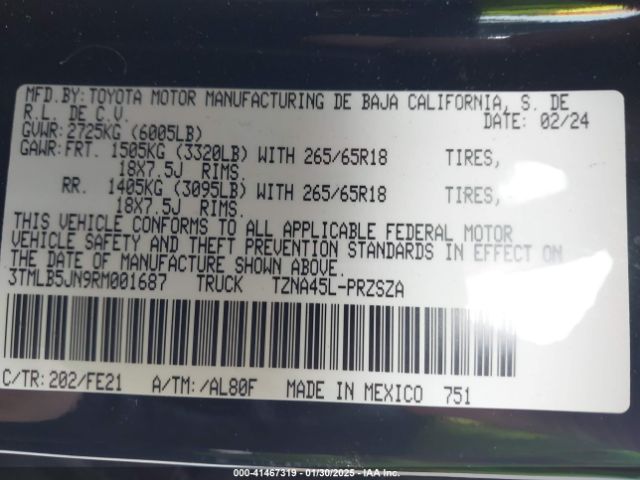 MFD.BY:TOYOTA MOTOR MANUFACTURING DE BAJA CALIFORNIA, S. DE
R.L. DE C.V. DATE: 02/24
GVWR: 2725KG (6005LB)
GAWR:FRT. 1505KG (3320LB) WITH 265/65R18 TIRES,
18X7.5J RIMS.
RR. 1405KG (3095LB) WITH 265/65R18 TIRES,
18X7.5J RIMS.
THIS VEHICLE CONFORMS TO ALL APPLICABLE FEDERAL MOTOR
VEHICLE SAFETY AND THEFT PREVENTION STANDARDS IN EFFECT ON
THE DATE OF MANUFACTURE SHOWN ABOVE.
3TMLB5JN9RM001687 TRUCK TZNA45L-PRZSZA
C/TR:202/FE21 A/TM:/AL80F MADE IN MEXICO 751
000-41467319 - 01/30/2025 - IAA Inc.